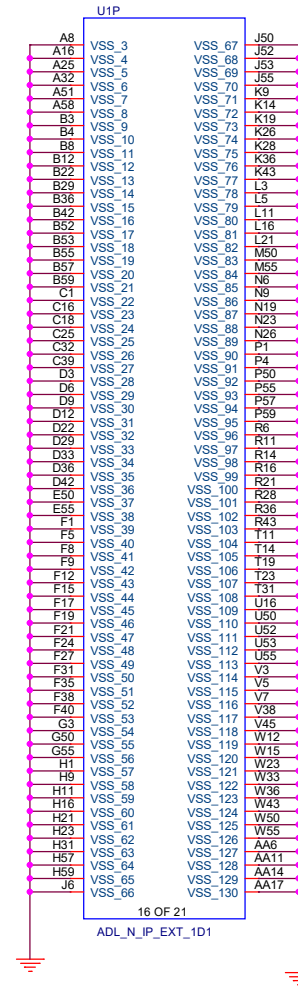 U1P
A8 VSS_3 VSS_67 J50
A16 VSS_4 VSS_68 J52
A25 VSS_5 VSS_69 J53
A32 VSS_6 VSS_70 J55
A51 VSS_7 VSS_71 K9
A58 VSS_8 VSS_72 K14
B3 VSS_9 VSS_73 K19
B4 VSS_10 VSS_74 K26
B8 VSS_11 VSS_75 K28
B12 VSS_12 VSS_76 K36
B22 VSS_13 VSS_77 K43
B29 VSS_14 VSS_78 L3
B36 VSS_15 VSS_79 L5
B42 VSS_16 VSS_80 L11
B52 VSS_17 VSS_81 L16
B53 VSS_18 VSS_82 L21
B55 VSS_19 VSS_83 M50
B57 VSS_20 VSS_84 M55
B59 VSS_21 VSS_85 N6
C1 VSS_22 VSS_86 N9
C16 VSS_23 VSS_87 N19
C18 VSS_24 VSS_88 N23
C25 VSS_25 VSS_89 N26
C32 VSS_26 VSS_90 P1
C39 VSS_27 VSS_91 P4
D3 VSS_28 VSS_92 P50
D6 VSS_29 VSS_93 P55
D9 VSS_30 VSS_94 P57
D12 VSS_31 VSS_95 P59
D22 VSS_32 VSS_96 R6
D29 VSS_33 VSS_97 R11
D33 VSS_34 VSS_98 R14
D36 VSS_35 VSS_99 R16
D42 VSS_36 VSS_100 R21
E50 VSS_37 VSS_101 R28
E55 VSS_38 VSS_102 R36
F1 VSS_39 VSS_103 R43
F5 VSS_40 VSS_104 T11
F8 VSS_41 VSS_105 T14
F9 VSS_42 VSS_106 T19
F12 VSS_43 VSS_107 T23
F15 VSS_44 VSS_108 T31
F17 VSS_45 VSS_109 U16
F19 VSS_46 VSS_110 U50
F21 VSS_47 VSS_111 U52
F24 VSS_48 VSS_112 U53
F27 VSS_49 VSS_113 U55
F31 VSS_50 VSS_114 V3
F35 VSS_51 VSS_115 V5
F38 VSS_52 VSS_116 V7
F40 VSS_53 VSS_117 V38
G3 VSS_54 VSS_118 V45
G50 VSS_55 VSS_119 W12
G55 VSS_56 VSS_120 W15
H1 VSS_57 VSS_121 W23
H9 VSS_58 VSS_122 W33
H11 VSS_59 VSS_123 W36
H16 VSS_60 VSS_124 W43
H21 VSS_61 VSS_125 W50
H23 VSS_62 VSS_126 W55
H31 VSS_63 VSS_127 AA6
H57 VSS_64 VSS_128 AA11
H59 VSS_65 VSS_129 AA14
J6 VSS_66 VSS_130 AA17
16 OF 21
ADL_N_IP_EXT_1D1